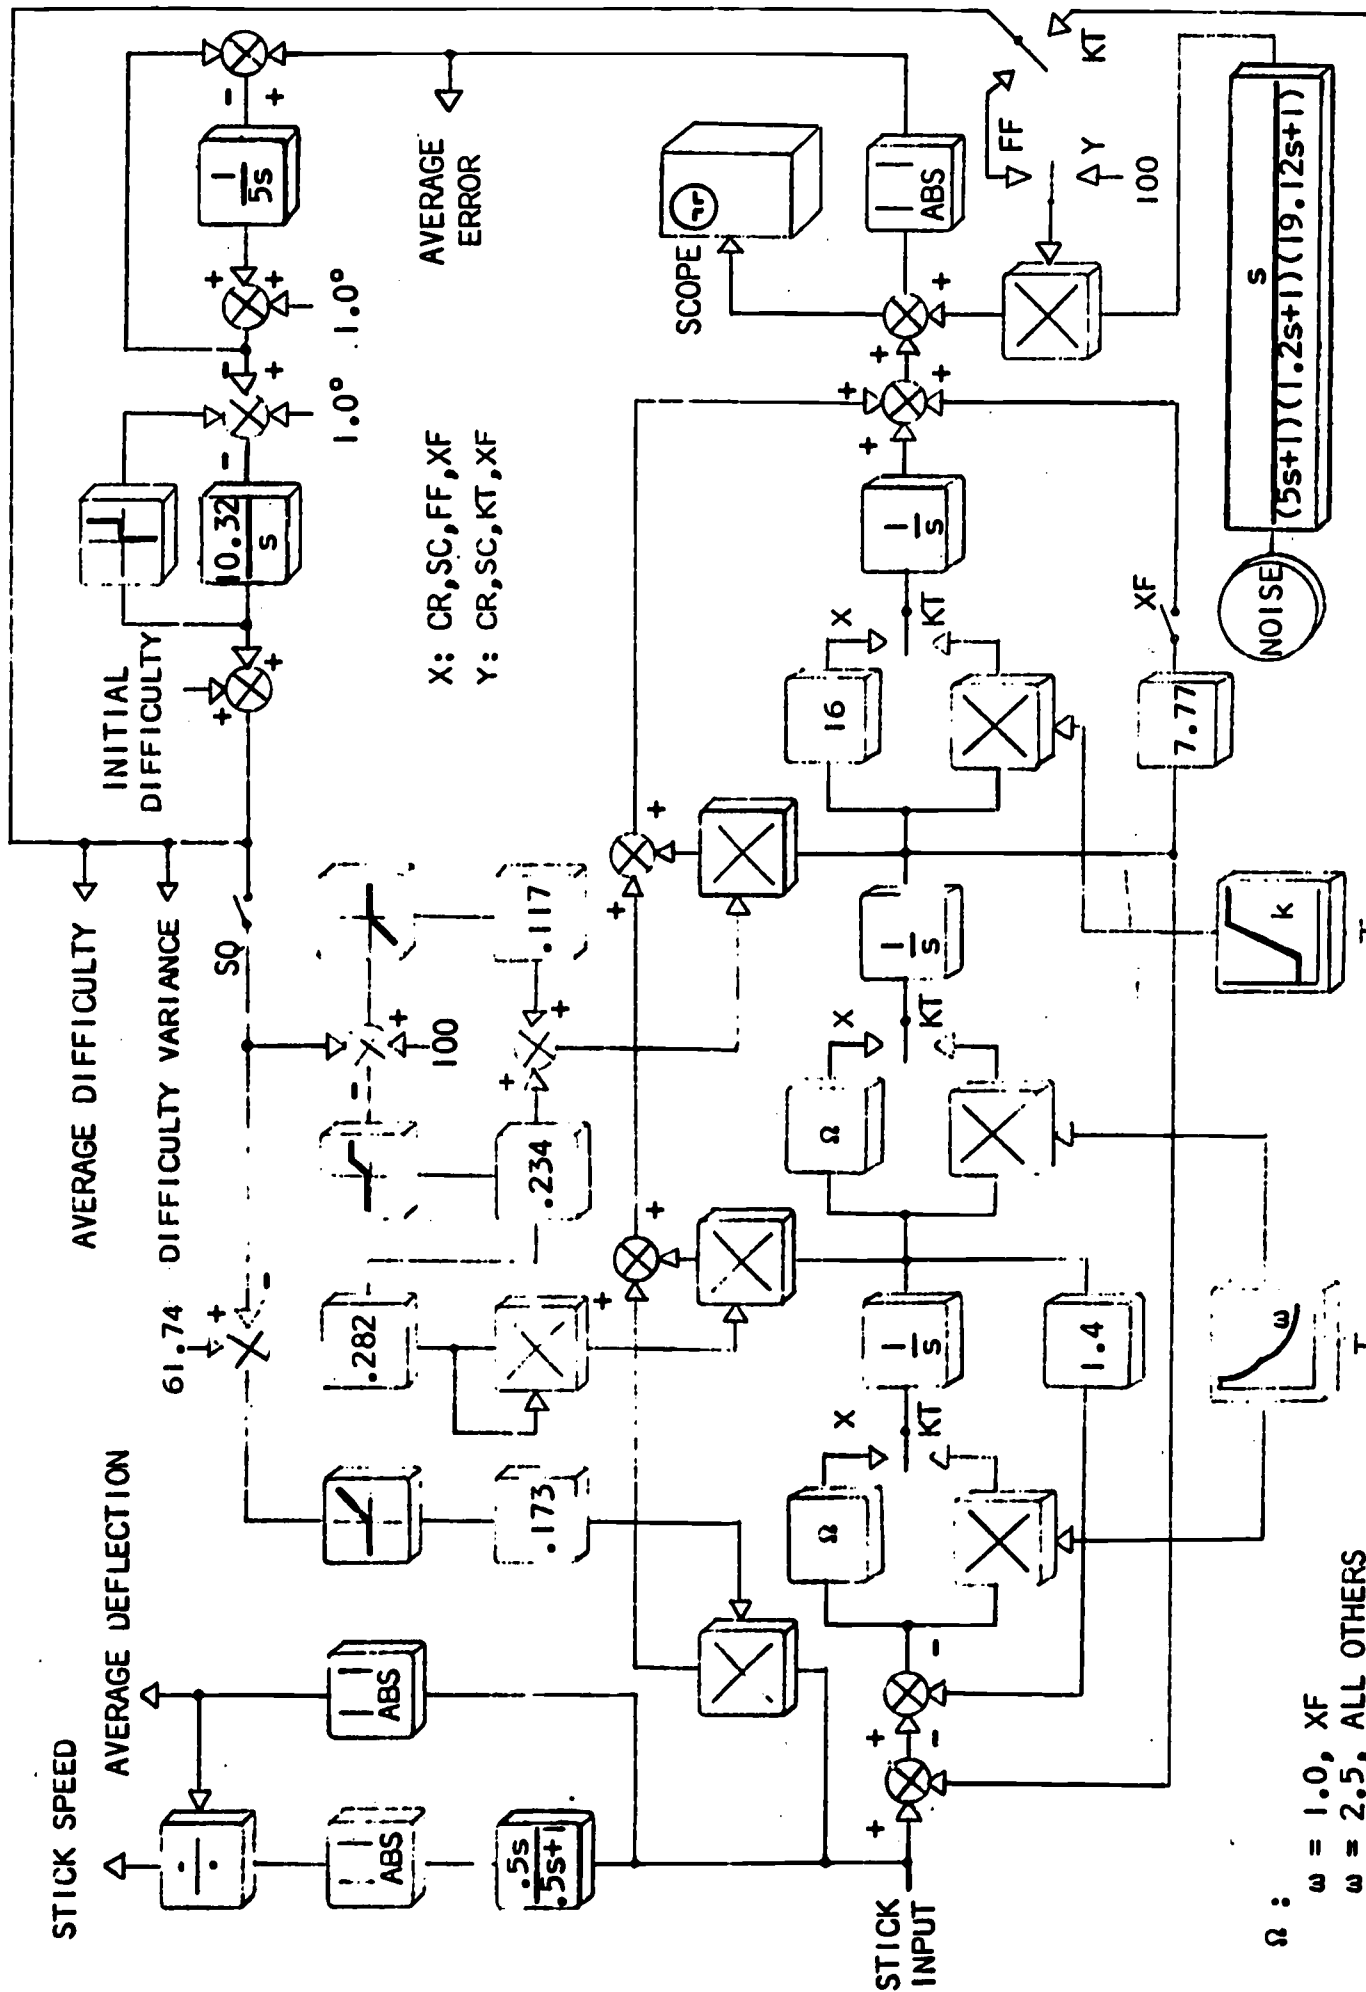 STICK SPEED
AVERAGE DEFLECTION
AVERAGE DIFFICULTY
DIFFICULTY VARIANCE
61.74
+
-
SQ
INITIAL
DIFFICULTY
+
+
10.32
s
-
- +
1.0°
+ +
1.0°
1
5s
- +
AVERAGE
ERROR
X: CR,SC,FF,XF
Y: CR,SC,KT,XF
ABS
ABS
.5s
.5s+1
.173
.282
.234
.117
-
+
100
+
+
+
+
+
+
SCOPE
ABS
FF
KT
Y
100
STICK
INPUT
+
+
-
-
Ω
X
KT
1
s
1.4
Ω
X
KT
1
s
16
X
KT
1
s
+
+
+
+
+
7.77
XF
NOISE
s
(5s+1)(1.2s+1)(19.12s+1)
ω
T
k
T
Ω:
ω = 1.0, XF
ω = 2.5, ALL OTHERS